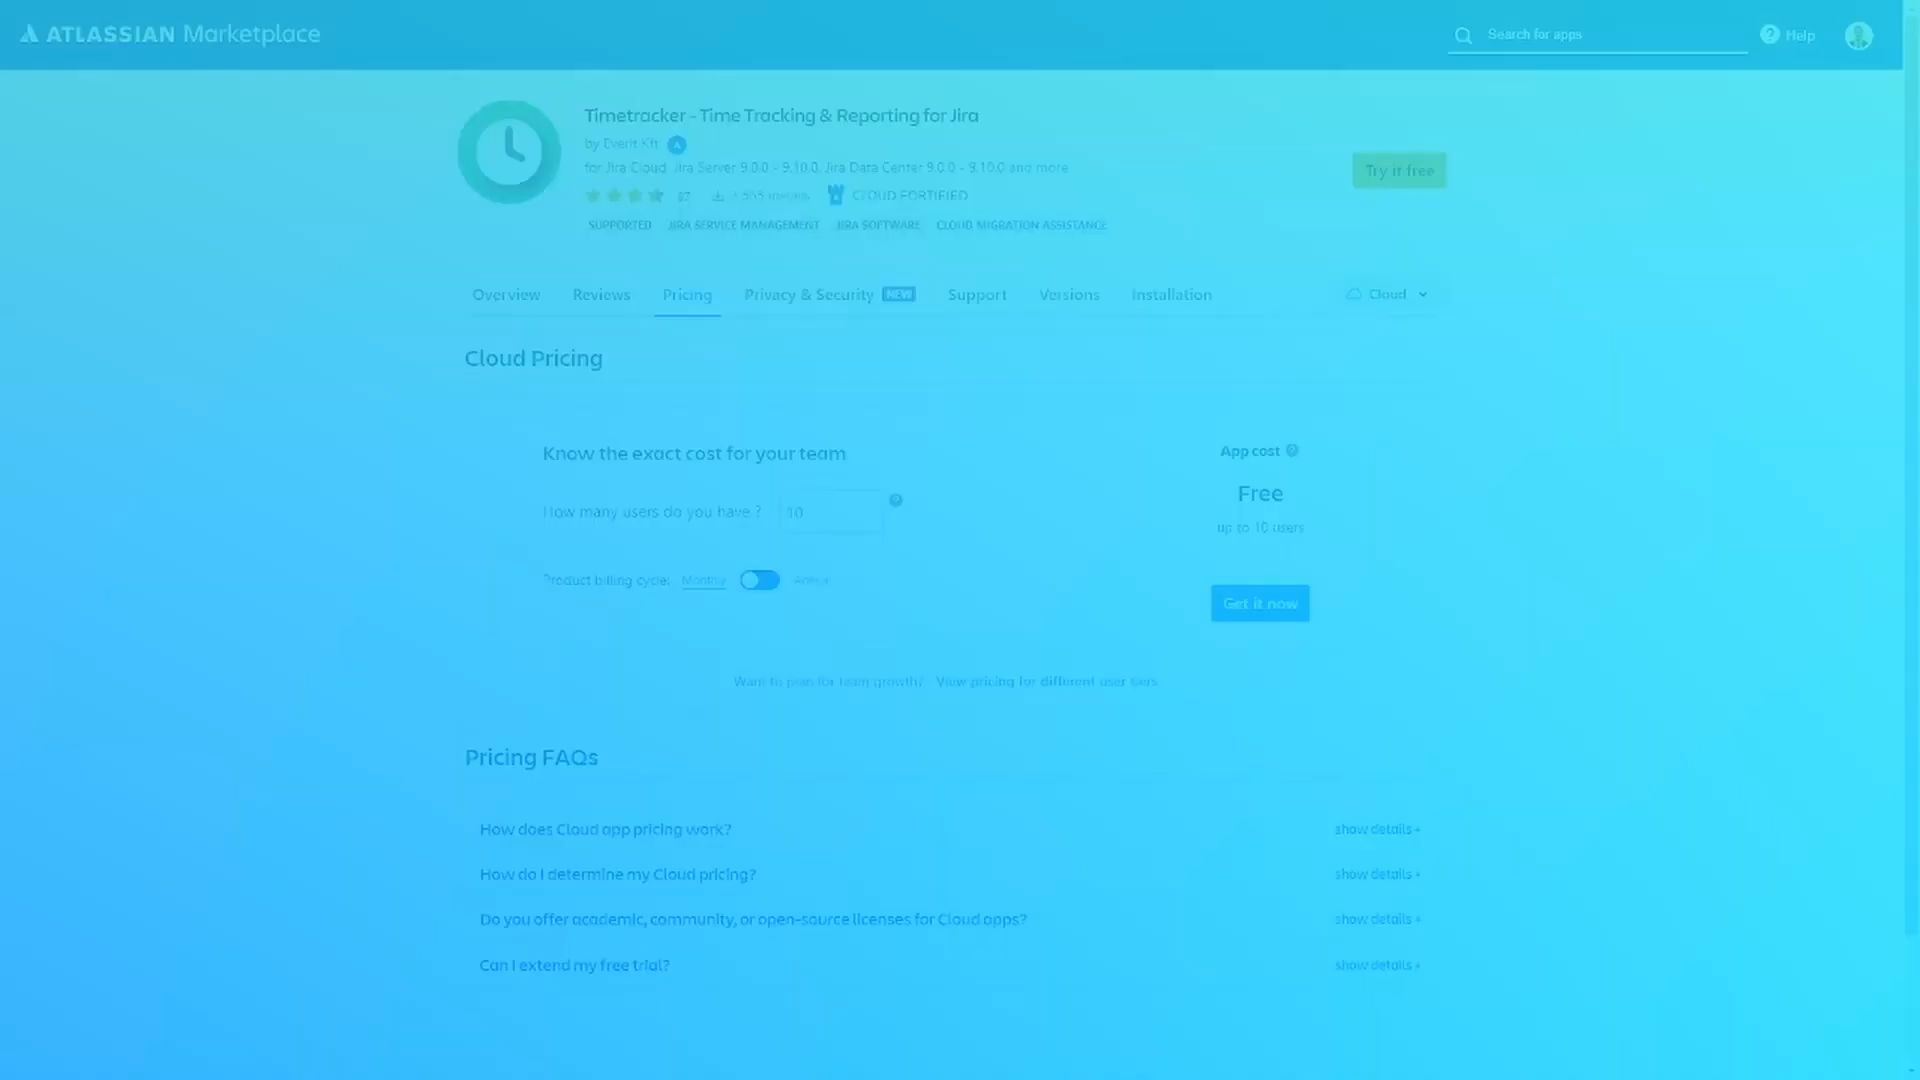 ATLASSIAN Marketplace
Search for apps
Help
Timetracker - Time Tracking & Reporting for Jira
by Everit Kft
for Jira Cloud, Jira Server 9.0.0 - 9.10.0, Jira Data Center 9.0.0 - 9.10.0 and more
Try it free
87 installs CLOUD FORTIFIED
SUPPORTED JIRA SERVICE MANAGEMENT JIRA SOFTWARE CLOUD MIGRATION ASSISTANCE
Overview Reviews Pricing Privacy & Security NEW Support Versions Installation Cloud
Cloud Pricing
Know the exact cost for your team
App cost
Free
How many users do you have ? 10
up to 10 users
Product billing cycle: Monthly Annual
Get it now
Want to plan for team growth? View pricing for different user tiers.
Pricing FAQs
How does Cloud app pricing work? show details +
How do I determine my Cloud pricing? show details +
Do you offer academic, community, or open-source licenses for Cloud apps? show details +
Can I extend my free trial? show details +